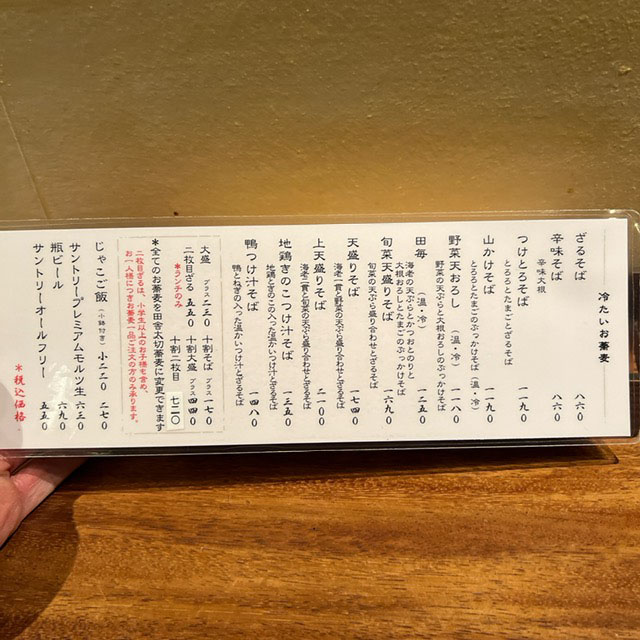 冷たいお蕎麦
ざるそば 八六〇
辛味そば 八六〇
辛味大根
つけとろそば 一一九〇
とろろとたまごとざるそば
山かけそば 一一九〇
とろろとたまごのぶっかけそば（温・冷）
野菜天おろし （温・冷） 一一八〇
野菜の天ぷらと大根おろしのぶっかけそば
田毎 （温・冷） 一二五〇
海老の天ぷらとかつおとのりと
大根おろしとたまごのぶっかけそば
旬菜天盛りそば 一六九〇
旬菜の天ぷら盛り合わせとざるそば
天盛りそば 一七四〇
海老一貫と野菜の天ぷら盛り合わせとざるそば
上天盛りそば 二一〇〇
海老二貫と旬菜の天ぷら盛り合わせとざるそば
地鶏きのこつけ汁そば 一三五〇
地鶏ときのこの入った温かいつけ汁とざるそば
鴨つけ汁そば 一四八〇
鴨とねぎの入った温かいつけ汁とざるそば
大盛 プラス二三〇 十割そば プラス一七〇
＊ランチのみ 十割大盛 プラス四四〇
二枚目ざる 五五〇 十割二枚目 七二〇
＊全てのお蕎麦を田舎太切蕎麦に変更できます
二枚目ざるは、小学生以上のお子様も含め、
お一人様につきお蕎麦一品ご注文の方のみ承ります。
じゃこご飯（小鉢付き） 小二二〇 二七〇
サントリープレミアムモルツ生 六三〇
瓶ビール 六九〇
サントリーオールフリー 五五〇
＊税込価格